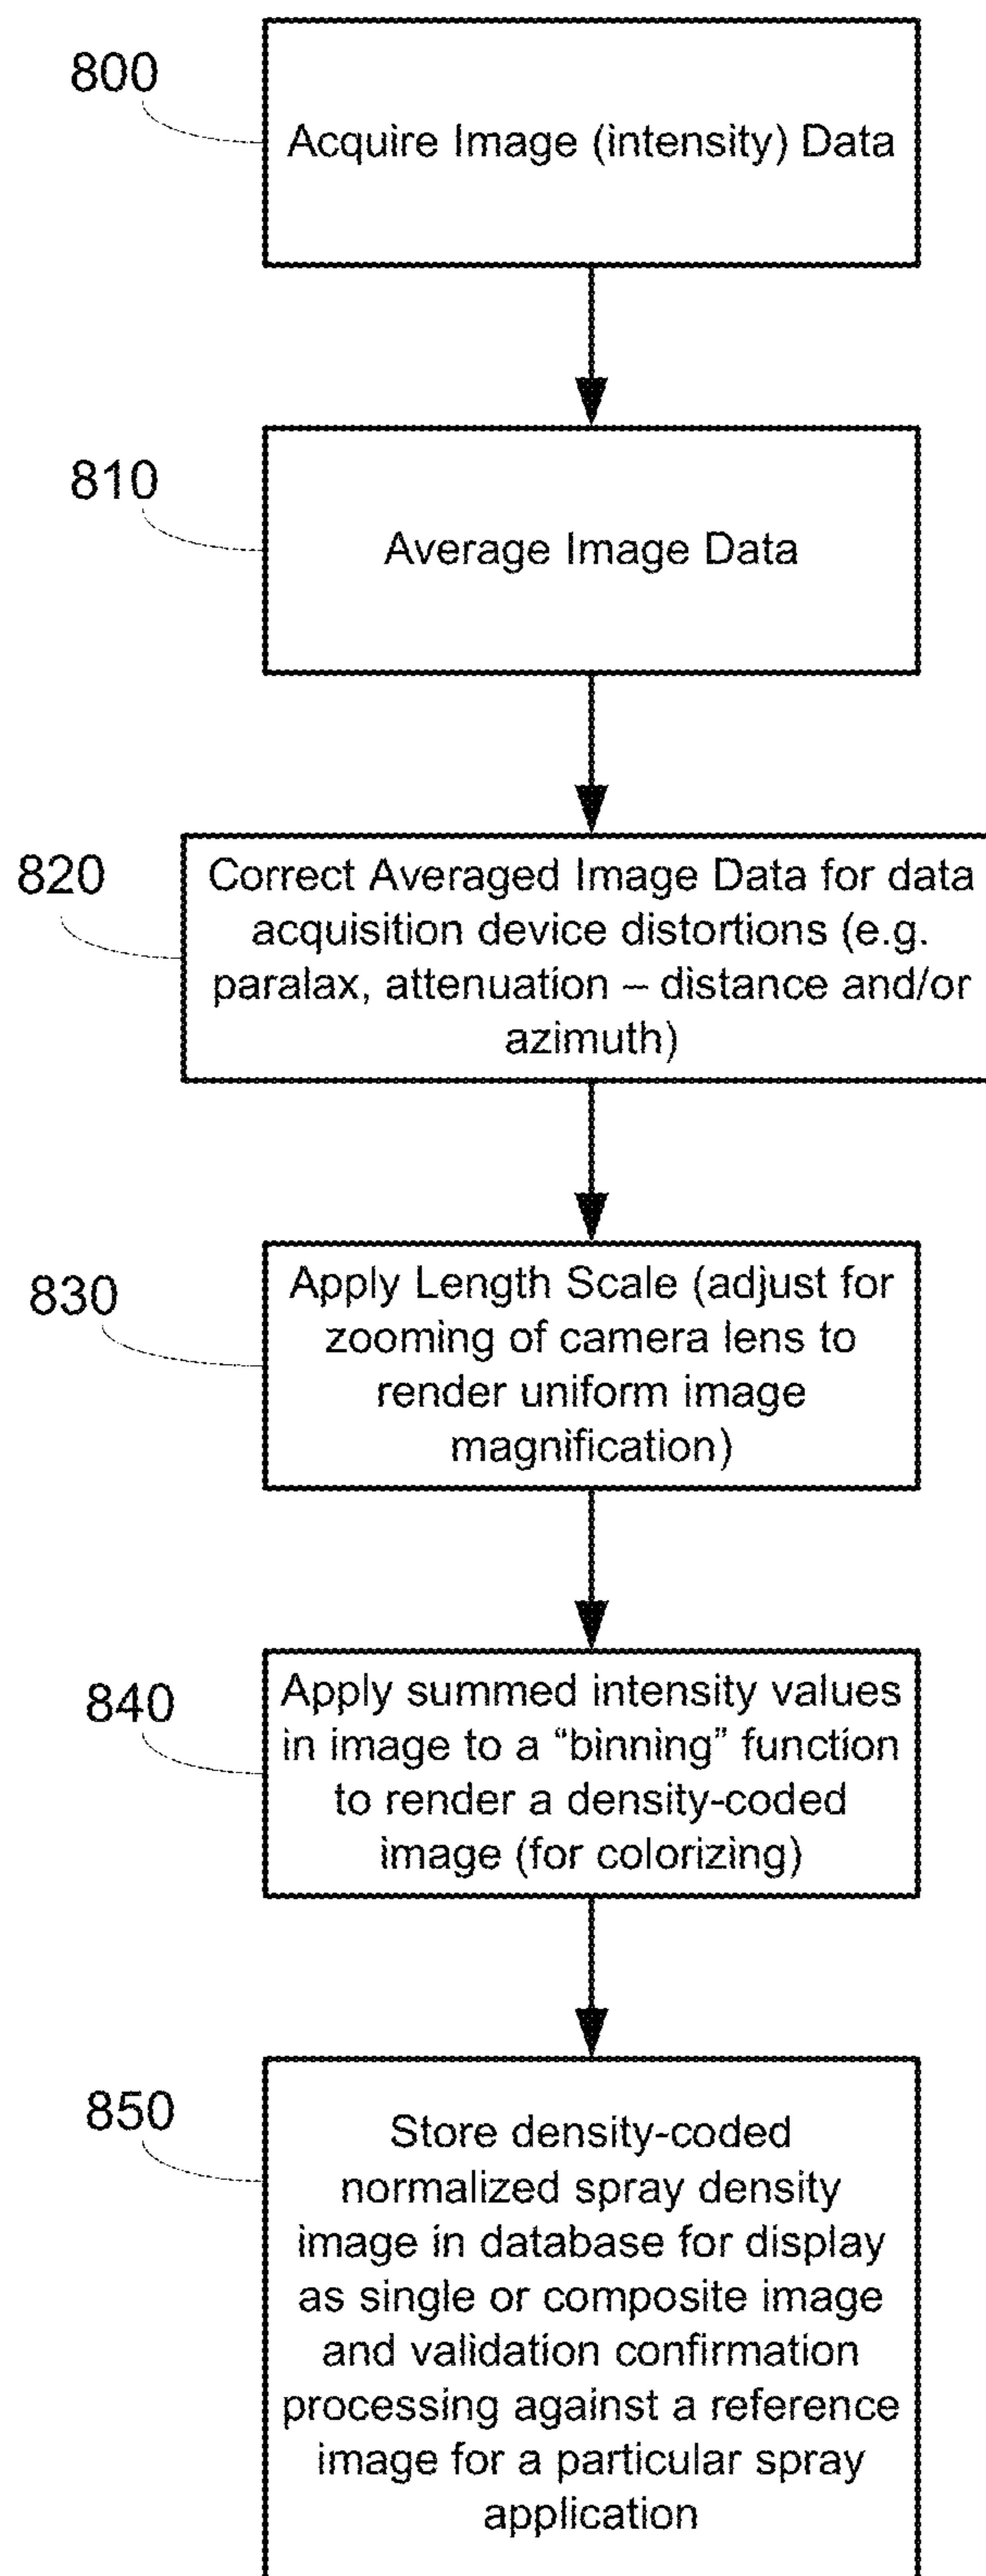 800
Acquire Image (intensity) Data
810
Average Image Data
820
Correct Averaged Image Data for data
acquisition device distortions (e.g.
paralax, attenuation – distance and/or
azimuth)
830
Apply Length Scale (adjust for
zooming of camera lens to
render uniform image
magnification)
840
Apply summed intensity values
in image to a “binning” function
to render a density-coded
image (for colorizing)
850
Store density-coded
normalized spray density
image in database for display
as single or composite image
and validation confirmation
processing against a reference
image for a particular spray
application